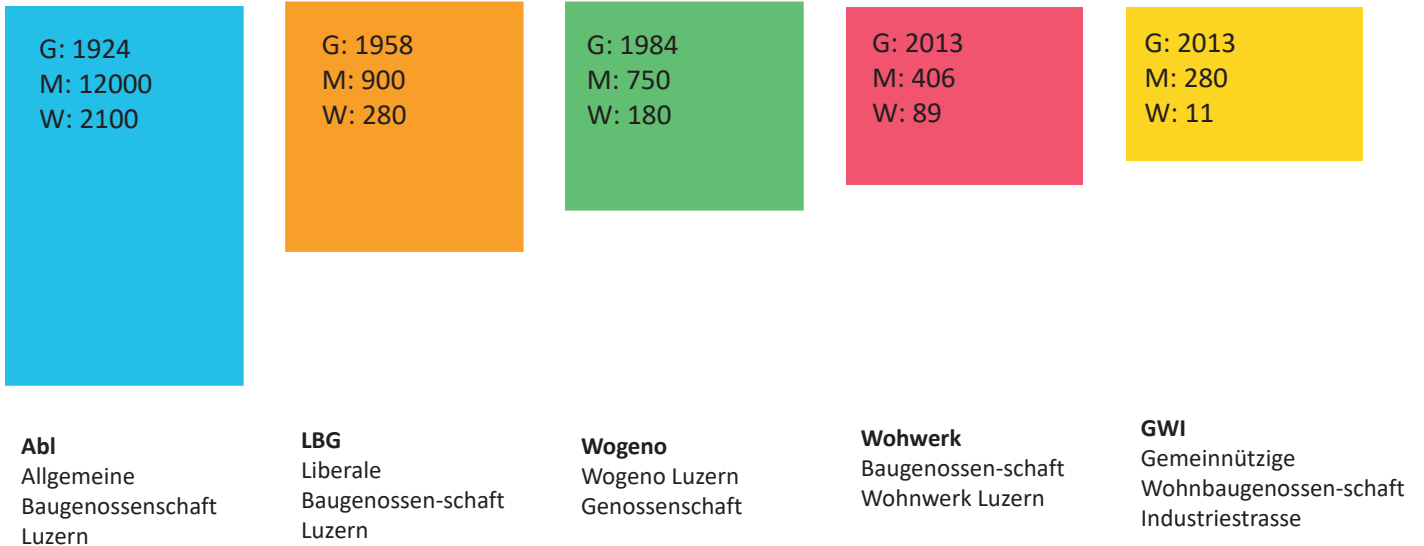 G: 1924
M: 12000
W: 2100
G: 1958
M: 900
W: 280
G: 1984
M: 750
W: 180
G: 2013
M: 406
W: 89
G: 2013
M: 280
W: 11
Abl
Allgemeine
Baugenossenschaft
Luzern
LBG
Liberale
Baugenossen-schaft
Luzern
Wogeno
Wogeno Luzern
Genossenschaft
Wohwerk
Baugenossen-schaft
Wohnwerk Luzern
GWI
Gemeinnützige
Wohnbaugenossen-schaft
Industriestrasse